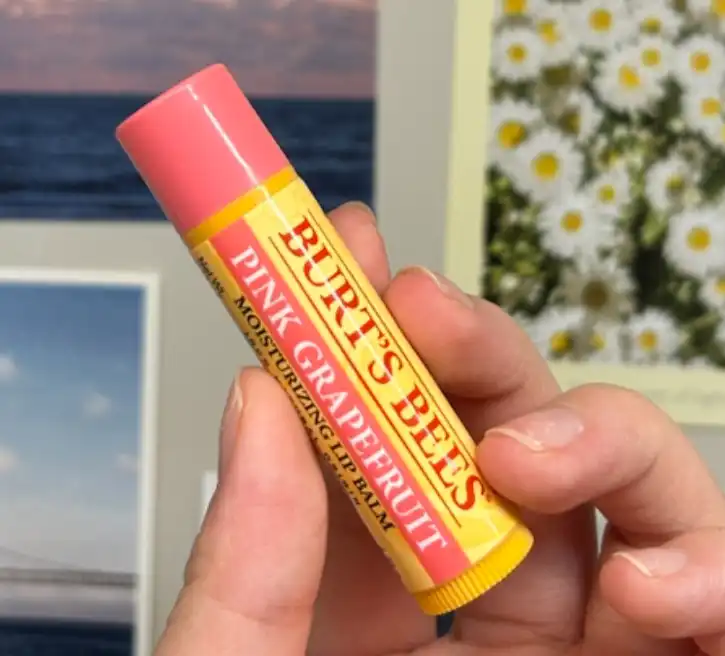 BURT'S BEES
PINK GRAPEFRUIT
MOISTURIZING LIP BALM